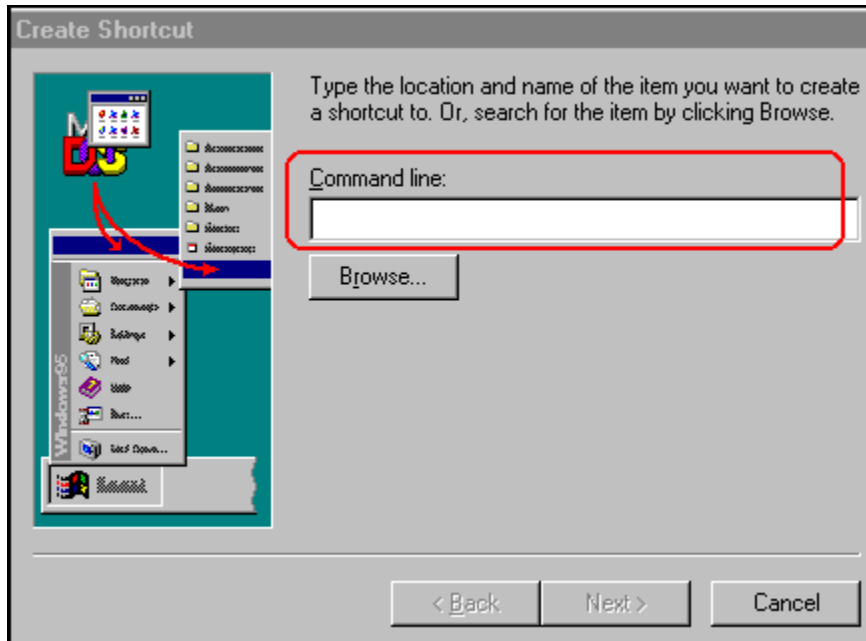 Create Shortcut
Type the location and name of the item you want to create
a shortcut to. Or, search for the item by clicking Browse.
Command line:
Browse...
Windows95
< Back
Next >
Cancel